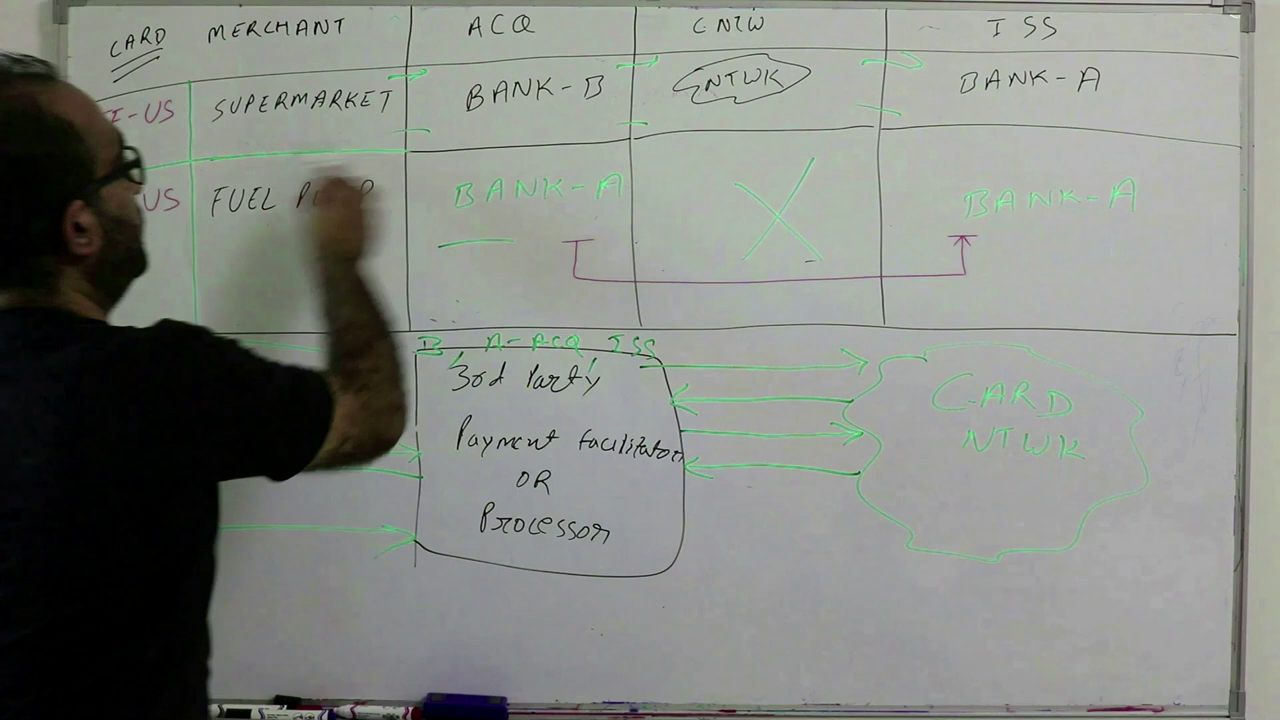 CARD MERCHANT ACQ CNTW ISS
I-US SUPERMARKET BANK-B NTWK BANK-A
US FUEL BANK-A X BANK-A
B A-ACQ ISS
3rd Party
Payment facilitator
OR
Processor
CARD
NTWK